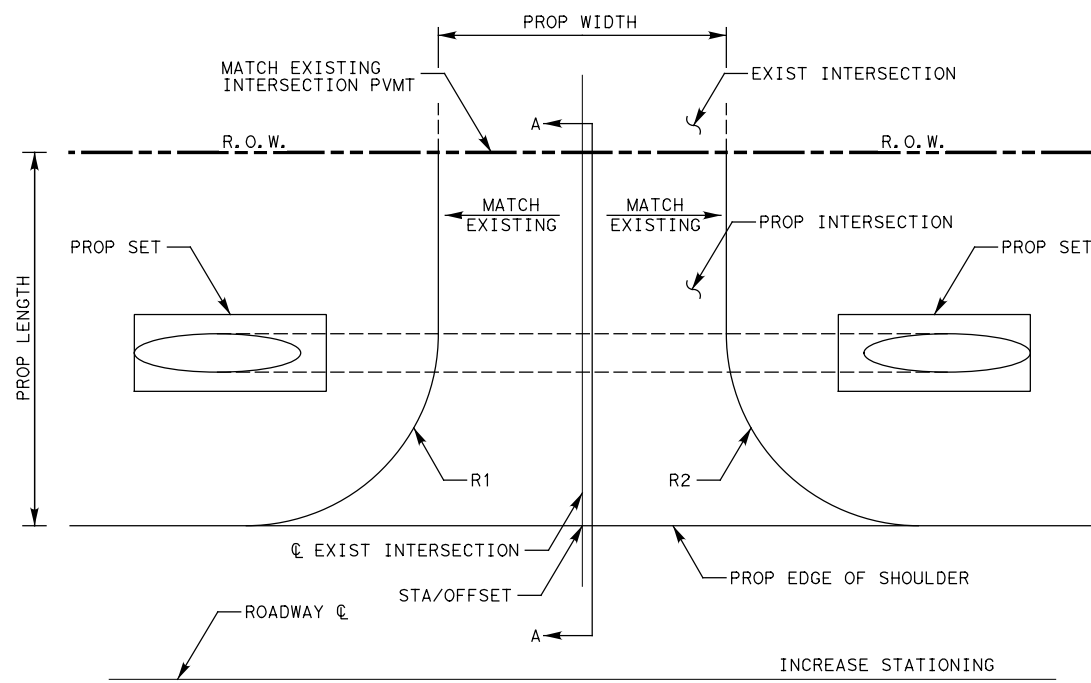 PROP WIDTH
MATCH EXISTING
INTERSECTION PVMT
EXIST INTERSECTION
A
R.O.W.
R.O.W.
MATCH
EXISTING
MATCH
EXISTING
PROP INTERSECTION
PROP SET
PROP SET
PROP LENGTH
R1
R2
℄ EXIST INTERSECTION
PROP EDGE OF SHOULDER
STA/OFFSET
ROADWAY ℄
A
INCREASE STATIONING